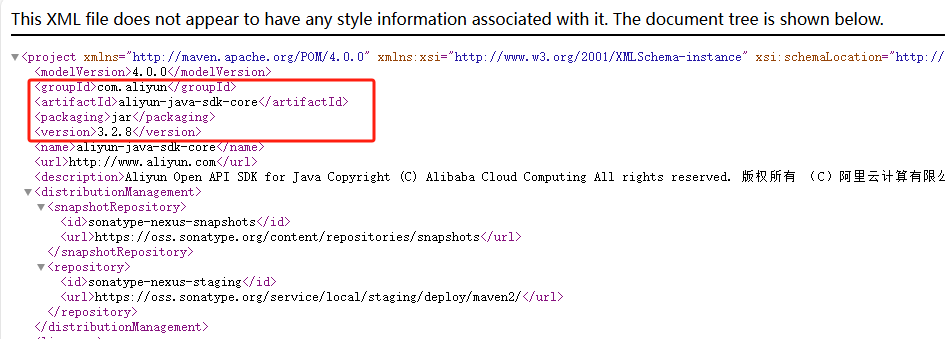 This XML file does not appear to have any style information associated with it. The document tree is shown below.
▼<project xmlns="http://maven.apache.org/POM/4.0.0" xmlns:xsi="http://www.w3.org/2001/XMLSchema-instance" xsi:schemaLocation="http://
<modelVersion>4.0.0</modelVersion>
<groupId>com.aliyun</groupId>
<artifactId>aliyun-java-sdk-core</artifactId>
<packaging>jar</packaging>
<version>3.2.8</version>
<name>aliyun-java-sdk-core</name>
<url>http://www.aliyun.com</url>
<description>Aliyun Open API SDK for Java Copyright (C) Alibaba Cloud Computing All rights reserved. 版权所有 （C）阿里云计算有限公
▼<distributionManagement>
▼<snapshotRepository>
<id>sonatype-nexus-snapshots</id>
<url>https://oss.sonatype.org/content/repositories/snapshots</url>
</snapshotRepository>
▼<repository>
<id>sonatype-nexus-staging</id>
<url>https://oss.sonatype.org/service/local/staging/deploy/maven2/</url>
</repository>
</distributionManagement>